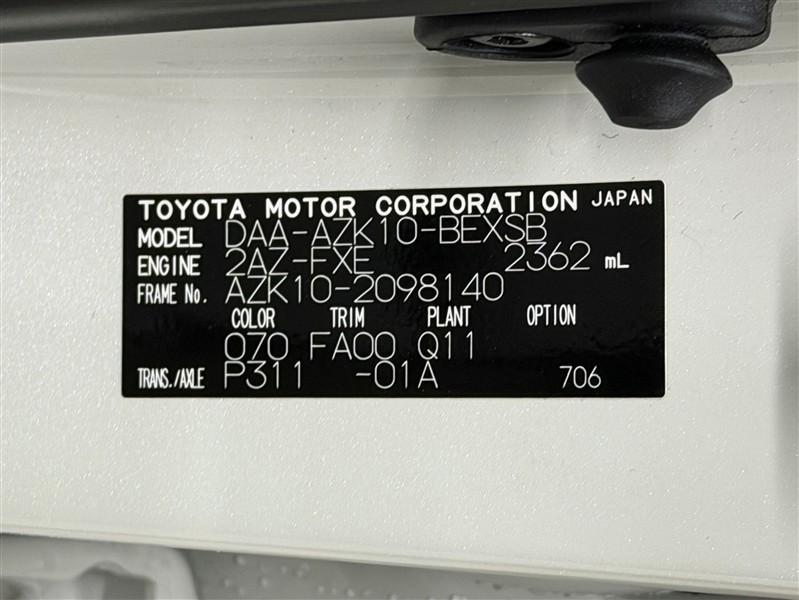 TOYOTA MOTOR CORPORATION JAPAN
MODEL DAA-AZK10-BEXSB
ENGINE 2AZ-FXE 2362 mL
FRAME No. AZK10-2098140
COLOR TRIM PLANT OPTION
070 FA00 Q11
TRANS./AXLE P311 -01A 706